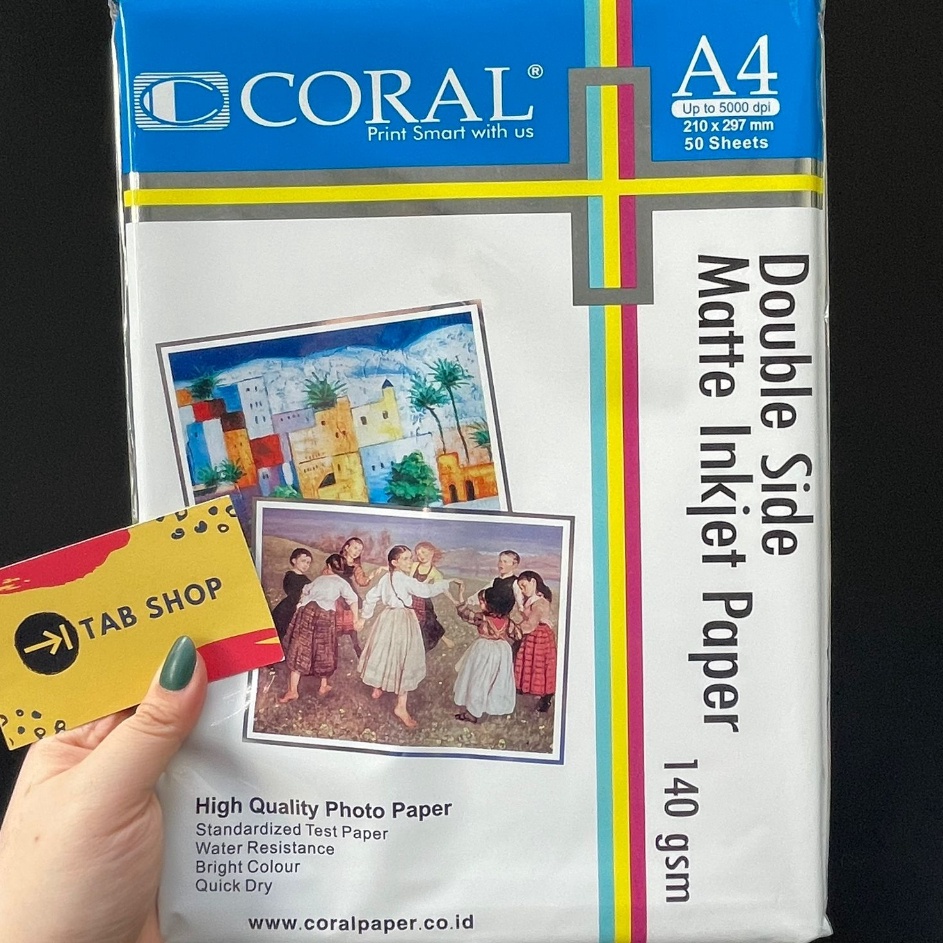 CORAL®
Print Smart with us
A4
Up to 5000 dpi
210 x 297 mm
50 Sheets
Double Side
Matte Inkjet Paper
140 gsm
TAB SHOP
High Quality Photo Paper
Standardized Test Paper
Water Resistance
Bright Colour
Quick Dry
www.coralpaper.co.id